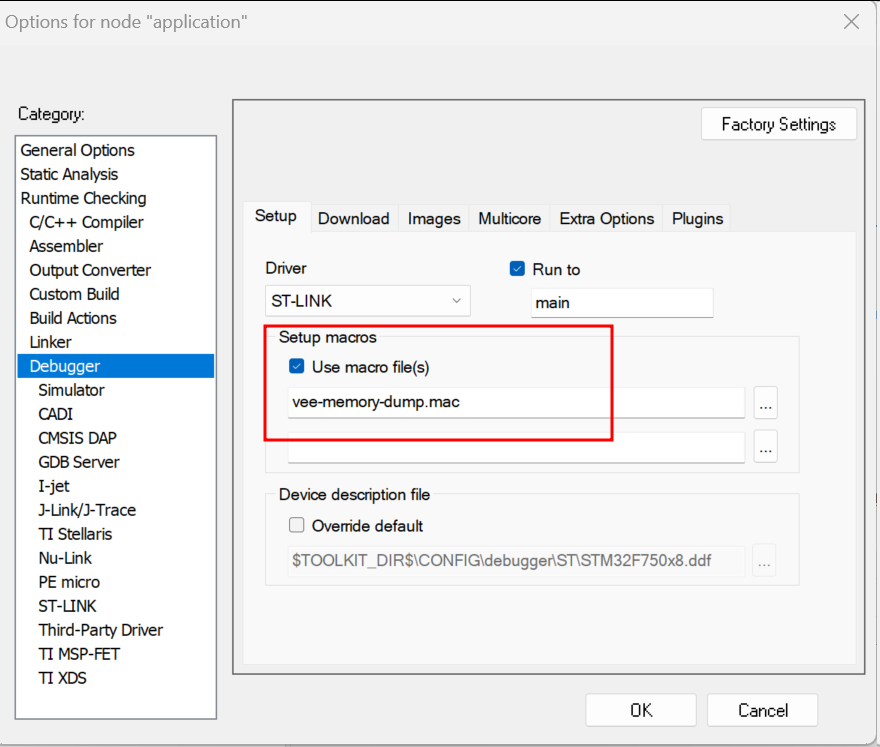 Options for node "application"
Category:
Factory Settings
General Options
Static Analysis
Runtime Checking
C/C++ Compiler
Assembler
Output Converter
Custom Build
Build Actions
Linker
Debugger
Simulator
CADI
CMSIS DAP
GDB Server
I-jet
J-Link/J-Trace
TI Stellaris
Nu-Link
PE micro
ST-LINK
Third-Party Driver
TI MSP-FET
TI XDS
Setup Download Images Multicore Extra Options Plugins
Driver
Run to
ST-LINK
main
Setup macros
Use macro file(s)
vee-memory-dump.mac
...
...
Device description file
Override default
$TOOLKIT_DIR$\CONFIG\debugger\ST\STM32F750x8.ddf
...
OK Cancel